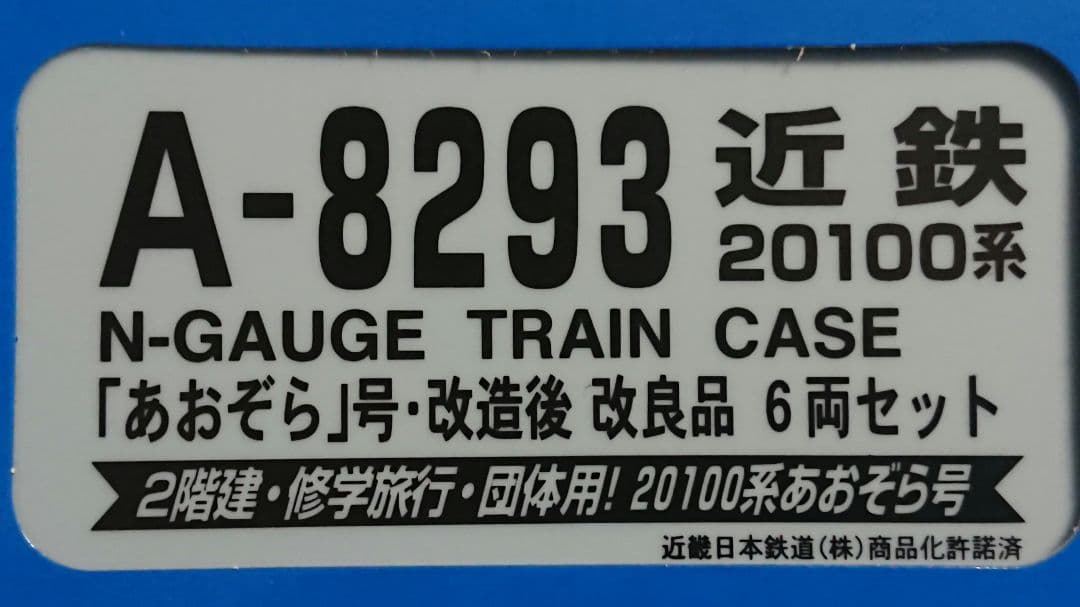 A-8293 近鉄
20100系
N-GAUGE TRAIN CASE
「あおぞら」号・改造後 改良品 6両セット
2階建・修学旅行・団体用! 20100系あおぞら号
近畿日本鉄道(株)商品化許諾済